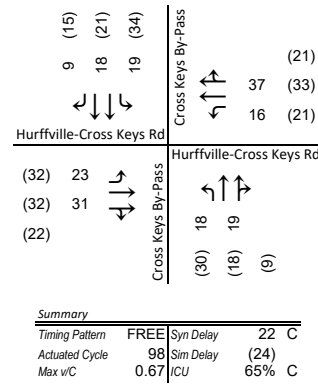 (15) (21) (34)
9 18 19
Cross Keys By-Pass
(21)
37 (33)
16 (21)
Hurffville-Cross Keys Rd
Hurffville-Cross Keys Rd
(32) 23
(32) 31
(22)
Cross Keys By-Pass
18 19
(30) (18) (9)
Summary
Timing Pattern FREE Syn Delay 22 C
Actuated Cycle 98 Sim Delay (24)
Max v/C 0.67 ICU 65% C